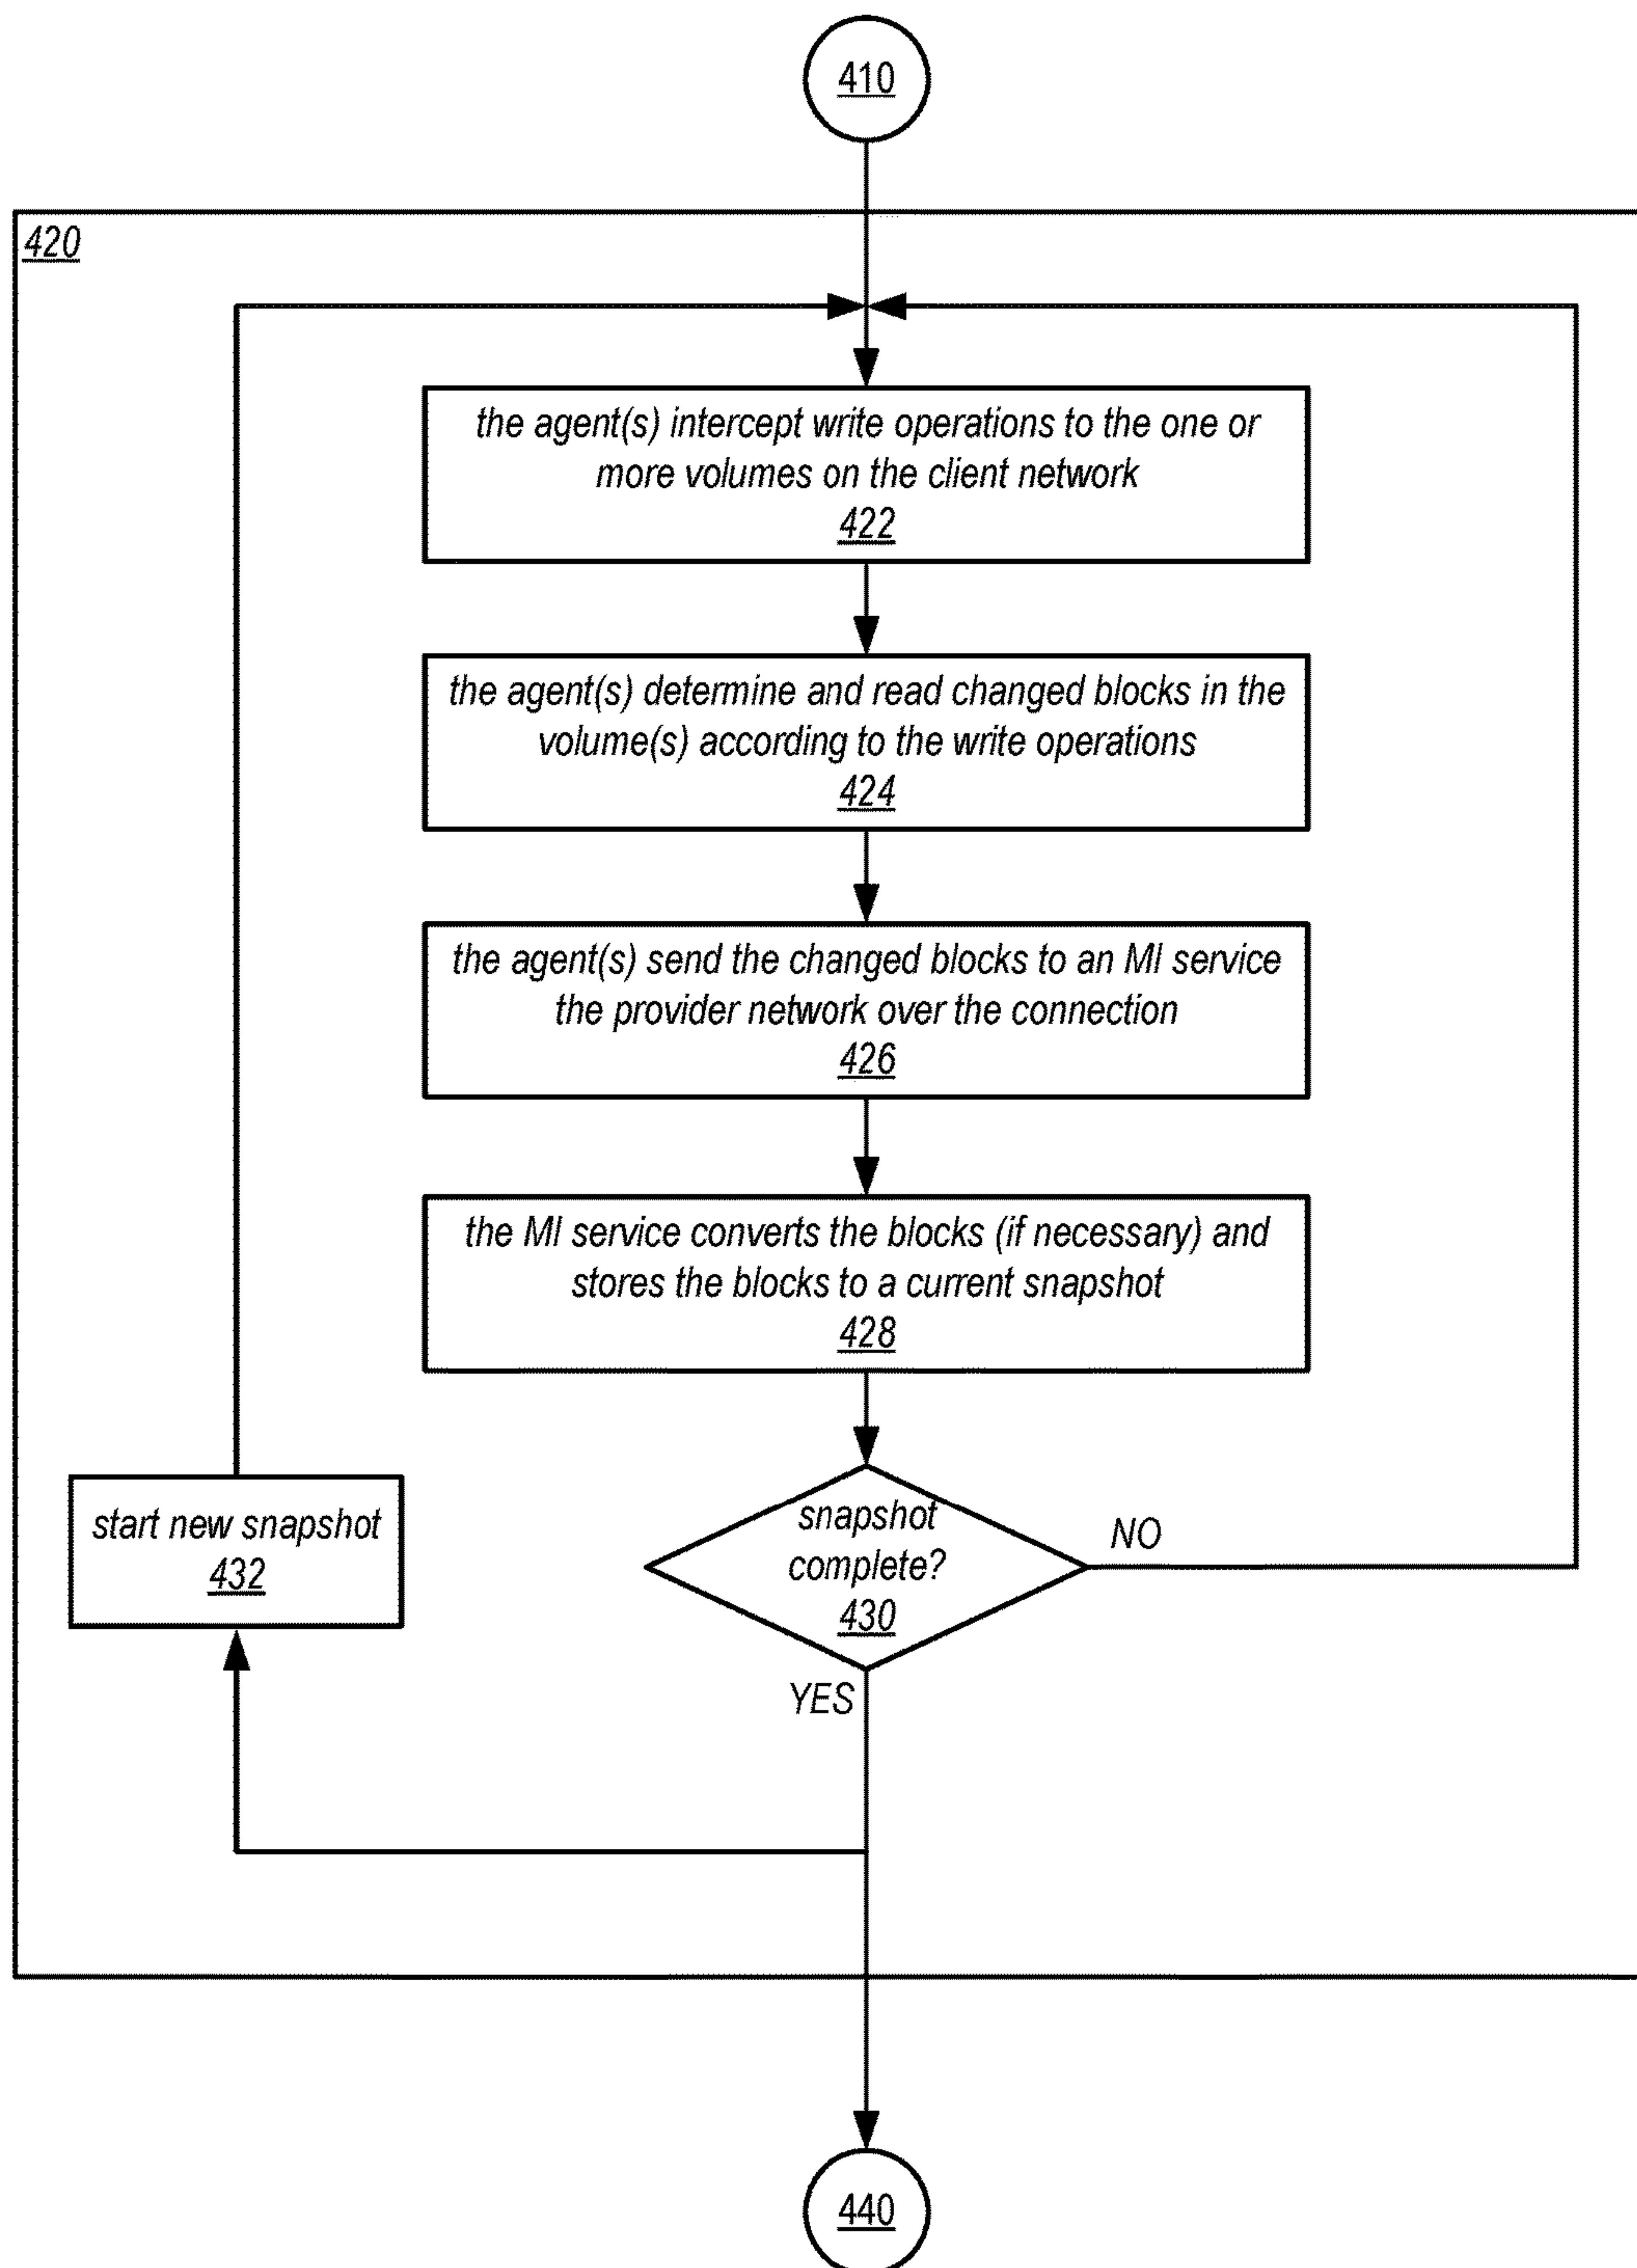 410
420
the agent(s) intercept write operations to the one or
more volumes on the client network
422
the agent(s) determine and read changed blocks in the
volume(s) according to the write operations
424
the agent(s) send the changed blocks to an MI service
the provider network over the connection
426
the MI service converts the blocks (if necessary) and
stores the blocks to a current snapshot
428
start new snapshot
432
snapshot
complete?
430
NO
YES
440